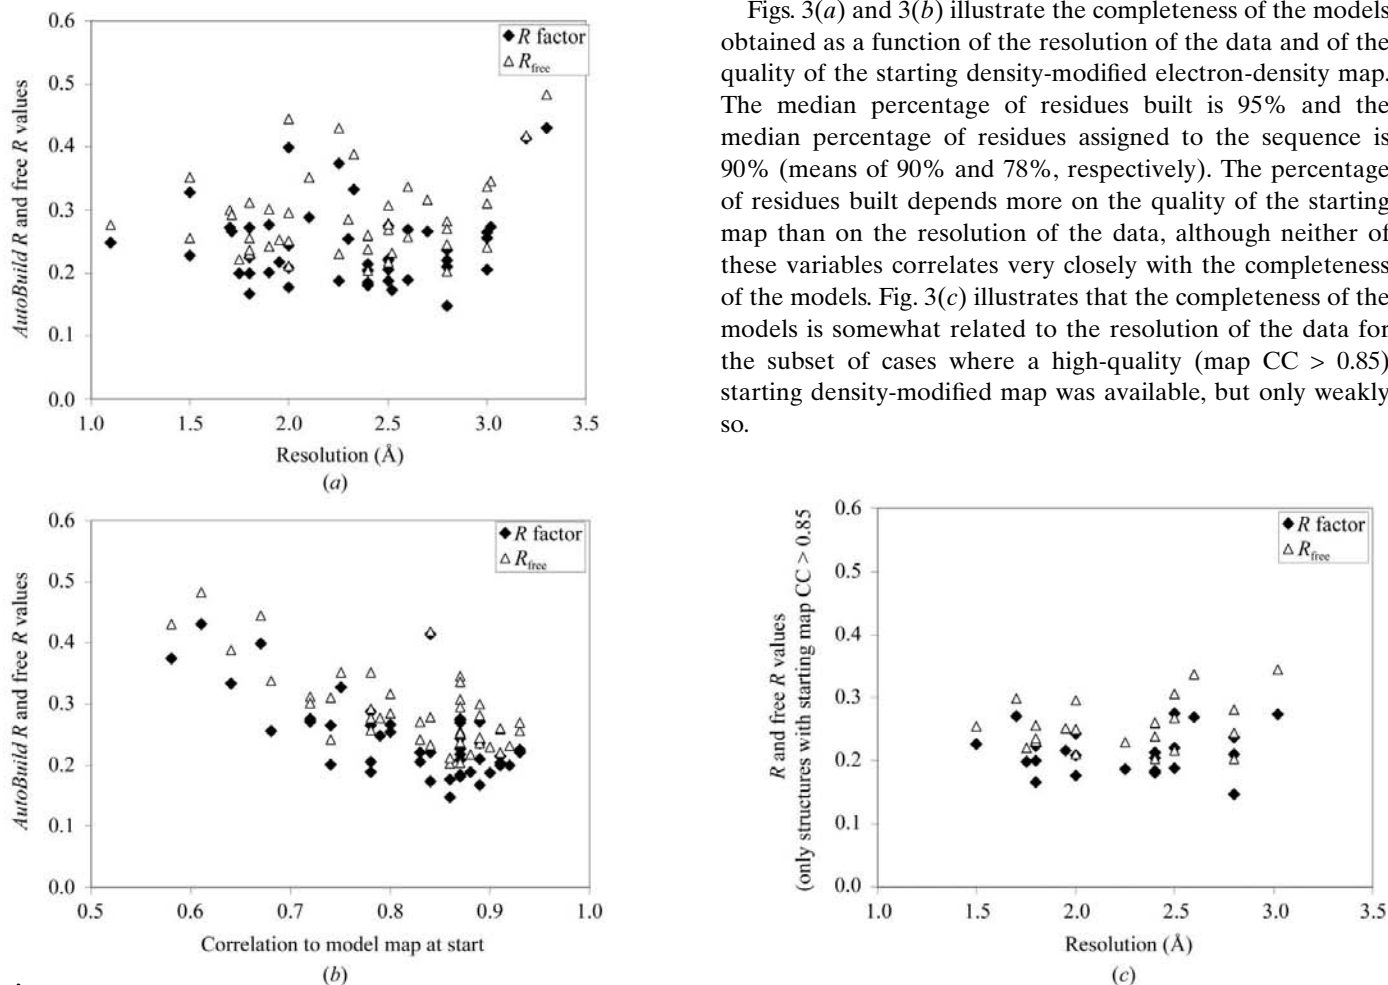 0.6
0.5
0.4
0.3
0.2
0.1
0.0
AutoBuild R and free R values
R factor
Rfree
1.0 1.5 2.0 2.5 3.0 3.5
Resolution (Å)
(a)
Figs. 3(a) and 3(b) illustrate the completeness of the models
obtained as a function of the resolution of the data and of the
quality of the starting density-modified electron-density map.
The median percentage of residues built is 95% and the
median percentage of residues assigned to the sequence is
90% (means of 90% and 78%, respectively). The percentage
of residues built depends more on the quality of the starting
map than on the resolution of the data, although neither of
these variables correlates very closely with the completeness
of the models. Fig. 3(c) illustrates that the completeness of the
models is somewhat related to the resolution of the data for
the subset of cases where a high-quality (map CC > 0.85)
starting density-modified map was available, but only weakly
so.
0.6
0.5
0.4
0.3
0.2
0.1
0.0
AutoBuild R and free R values
R factor
Rfree
0.5 0.6 0.7 0.8 0.9 1.0
Correlation to model map at start
(b)
0.6
0.5
0.4
0.3
0.2
0.1
0.0
R and free R values
(only structures with starting map CC > 0.85
R factor
Rfree
1.0 1.5 2.0 2.5 3.0 3.5
Resolution (Å)
(c)